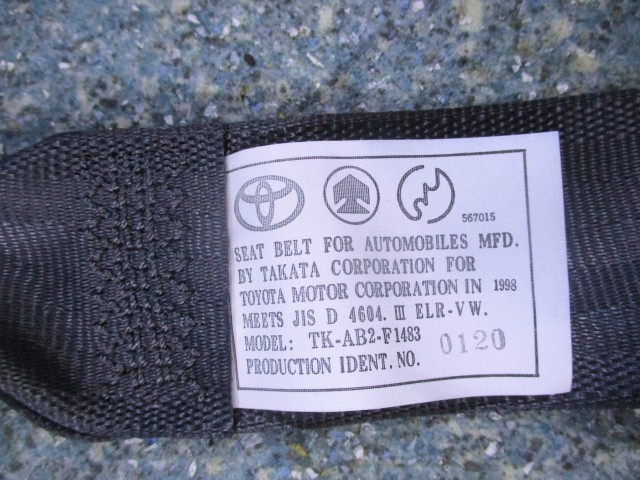 567015
SEAT BELT FOR AUTOMOBILES MFD.
BY TAKATA CORPORATION FOR
TOYOTA MOTOR CORPORATION IN 1998
MEETS JIS D 4604. III ELR-VW.
MODEL: TK-AB2-F1483
PRODUCTION IDENT. NO. 0120